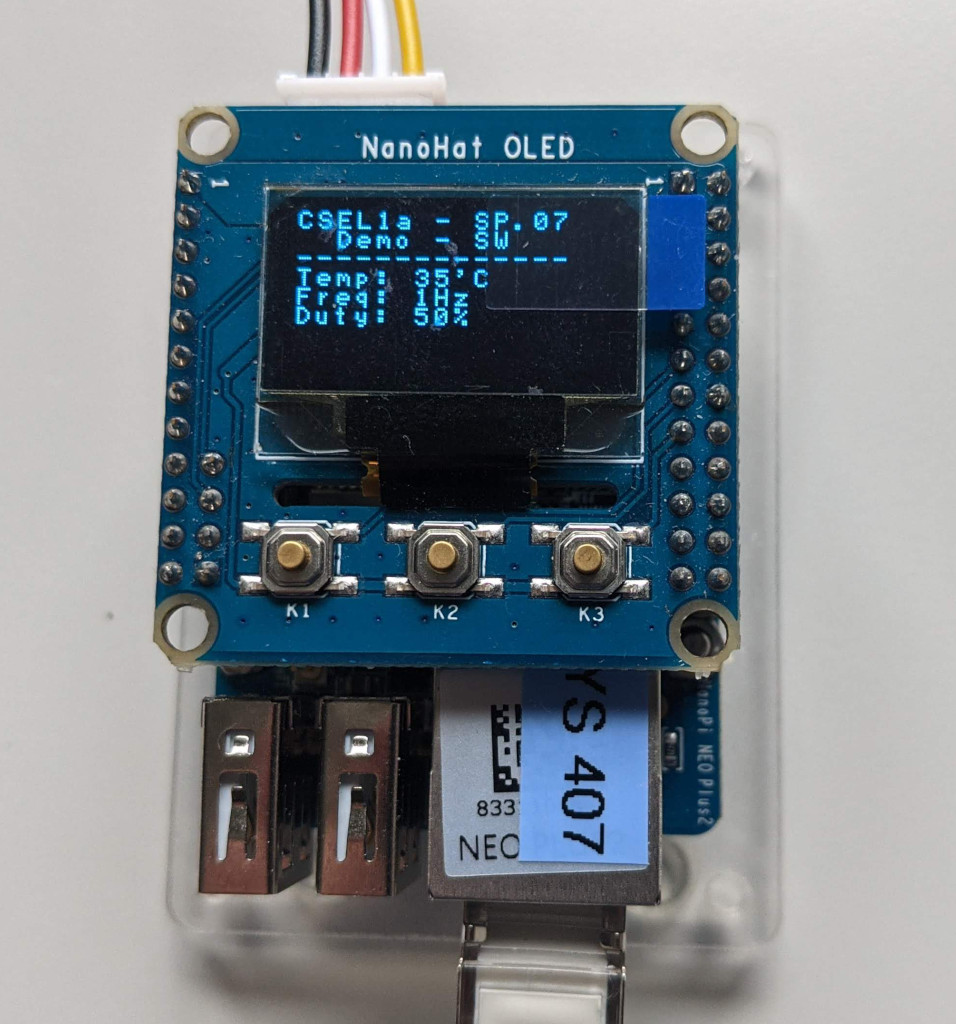 NanoHat OLED
1
1
CSEL1a - SP.07
Demo - SW
--------------
Temp: 35'C
Freq: 1Hz
Duty: 50%
K1 K2 K3
YS 407
833
NEO
NanoPi NEO Plus2